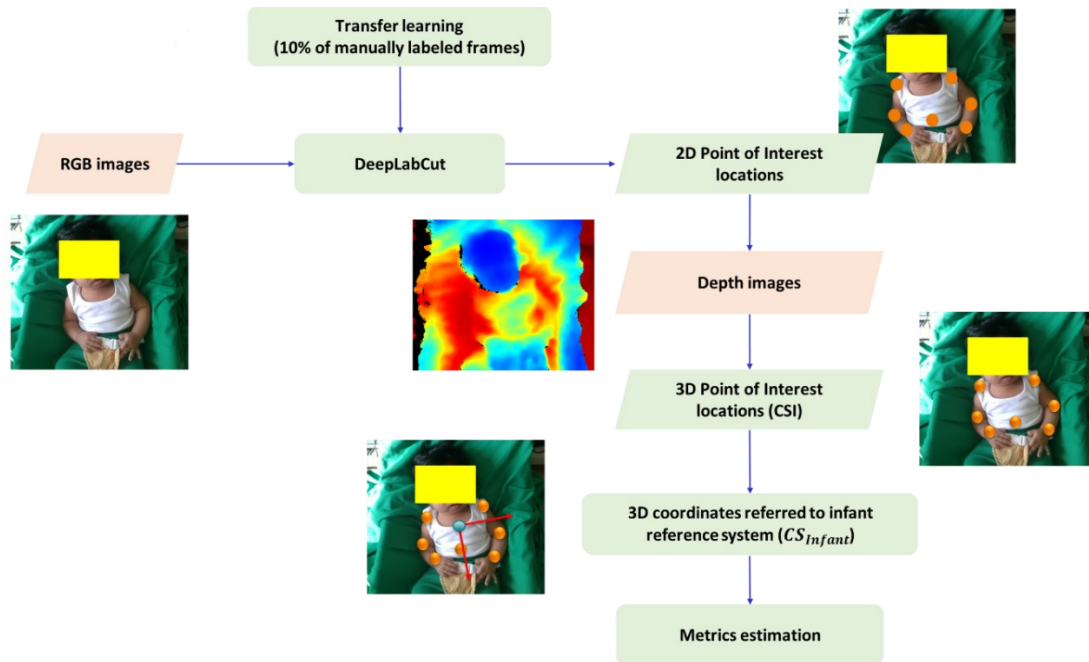 Transfer learning
(10% of manually labeled frames)
RGB images
DeepLabCut
2D Point of Interest
locations
Depth images
3D Point of Interest
locations (CSI)
3D coordinates referred to infant
reference system (CS_Infant)
Metrics estimation